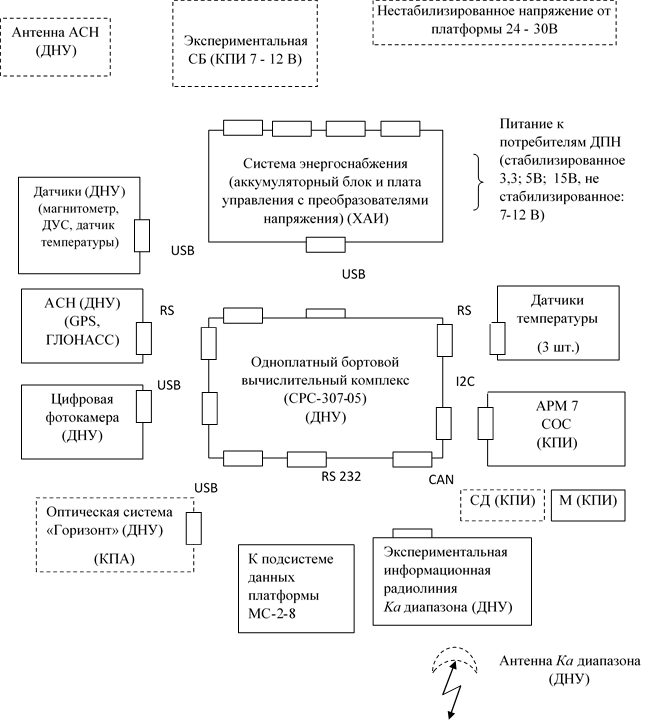 Антенна АСН
(ДНУ)
Экспериментальная
СБ (КПИ 7 - 12 В)
Нестабилизированное напряжение от
платформы 24 - 30В
Система энергоснабжения
(аккумуляторный блок и плата
управления с преобразователями
напряжения) (ХАИ)
Питание к
потребителям ДПН
(стабилизированное
3,3; 5В; 15В, не
стабилизированное:
7-12 В)
Датчики (ДНУ)
(магнитометр,
ДУС, датчик
температуры)
USB
USB
АСН (ДНУ)
(GPS,
ГЛОНАСС)
RS
RS
Датчики
температуры
(3 шт.)
Одноплатный бортовой
вычислительный комплекс
(СРС-307-05)
(ДНУ)
Цифровая
фотокамера
(ДНУ)
USB
I2C
АРМ 7
СОС
(КПИ)
RS 232
CAN
USB
СД (КПИ)
М (КПИ)
Оптическая система
«Горизонт» (ДНУ)
(КПА)
К подсистеме
данных
платформы
МС-2-8
Экспериментальная
информационная
радиолиния
Ka диапазона (ДНУ)
Антенна Ka диапазона
(ДНУ)